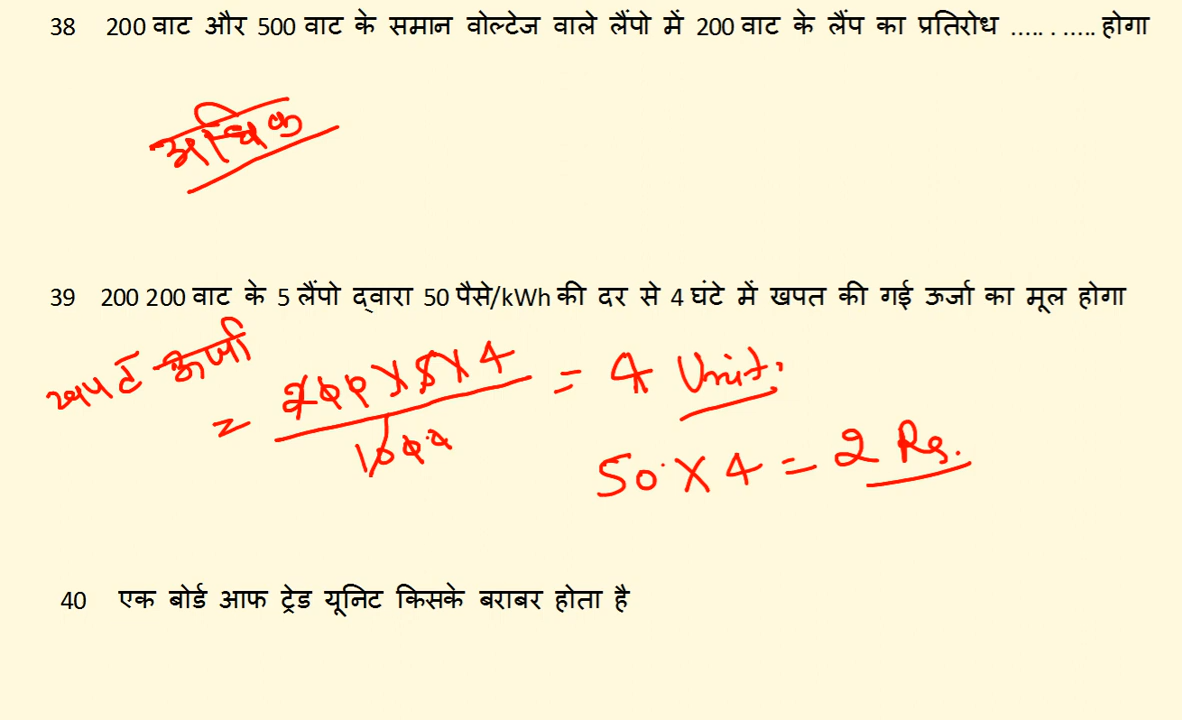 38 200 वाट और 500 वाट के समान वोल्टेज वाले लैंपो में 200 वाट के लैंप का प्रतिरोध ..... . ..... होगा
अधिक
39 200 200 वाट के 5 लैंपो द्वारा 50 पैसे/kWh की दर से 4 घंटे में खपत की गई ऊर्जा का मूल होगा
खपत ऊर्जा
= 200 X 5 X 4 / 1000 = 4 Unit.
50 X 4 = 2 Rs.
40 एक बोर्ड आफ ट्रेड यूनिट किसके बराबर होता है